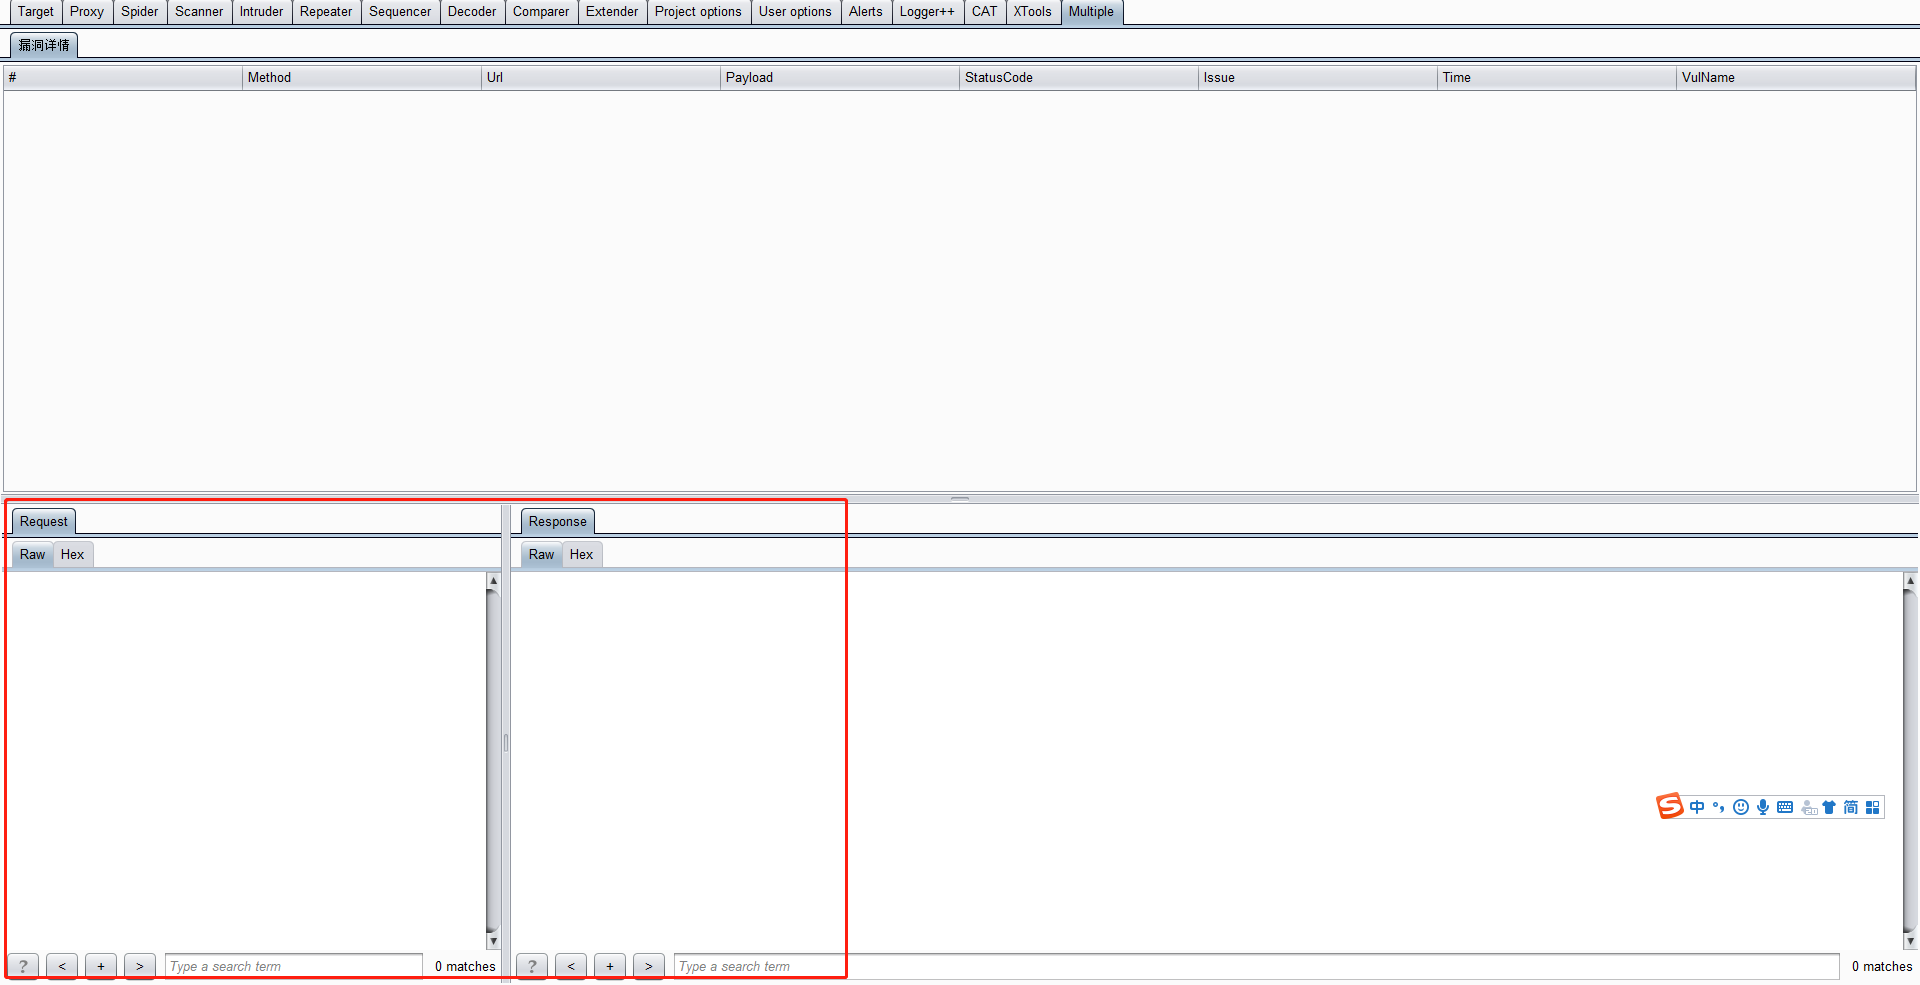 Target Proxy Spider Scanner Intruder Repeater Sequencer Decoder Comparer Extender Project options User options Alerts Logger++ CAT XTools Multiple
漏洞详情
# Method Url Payload StatusCode Issue Time VulName
Request Response
Raw Hex Raw Hex
中 °, 简
? < + > Type a search term 0 matches ? < + > Type a search term 0 matches